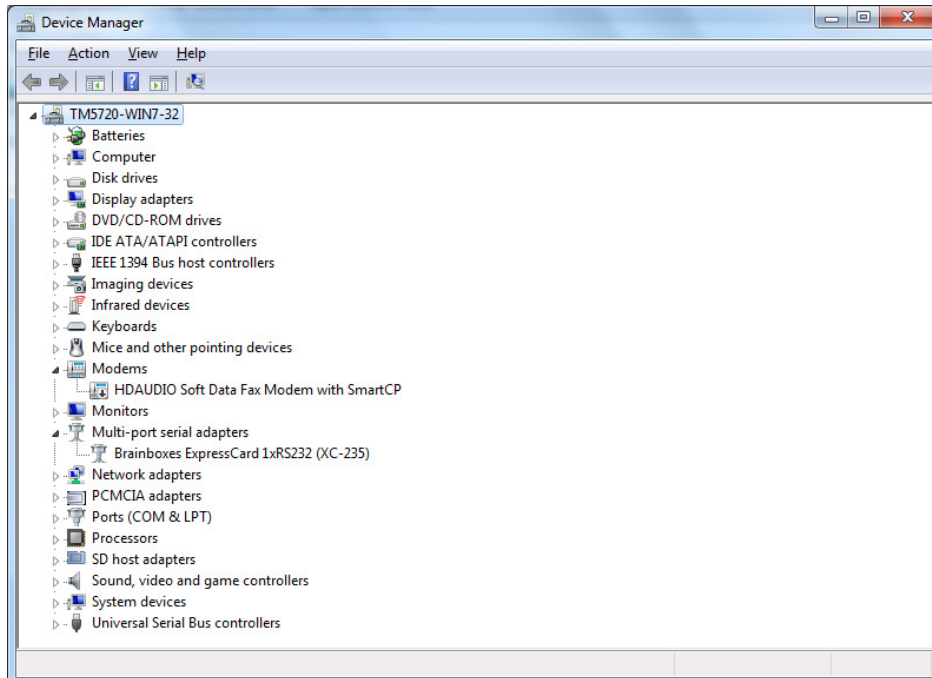 Device Manager
File Action View Help
TM5720-WIN7-32
Batteries
Computer
Disk drives
Display adapters
DVD/CD-ROM drives
IDE ATA/ATAPI controllers
IEEE 1394 Bus host controllers
Imaging devices
Infrared devices
Keyboards
Mice and other pointing devices
Modems
HDAUDIO Soft Data Fax Modem with SmartCP
Monitors
Multi-port serial adapters
Brainboxes ExpressCard 1xRS232 (XC-235)
Network adapters
PCMCIA adapters
Ports (COM & LPT)
Processors
SD host adapters
Sound, video and game controllers
System devices
Universal Serial Bus controllers